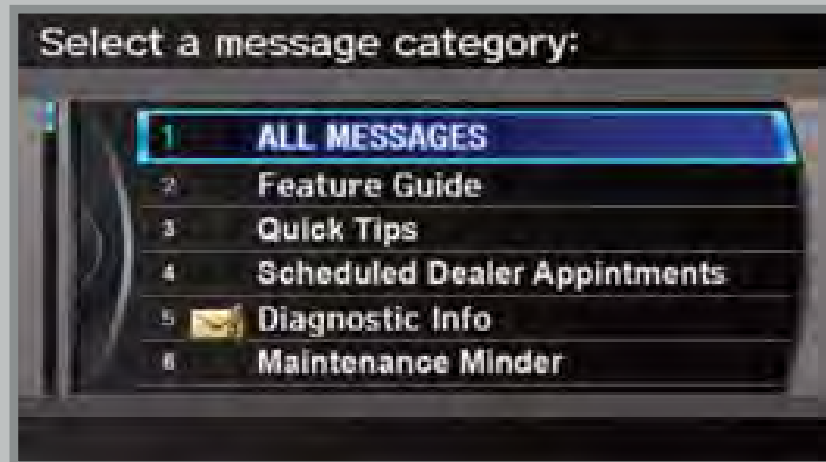 Select a message category:
1 ALL MESSAGES
2 Feature Guide
3 Quick Tips
4 Scheduled Dealer Appintments
5 Diagnostic Info
6 Maintenance Minder